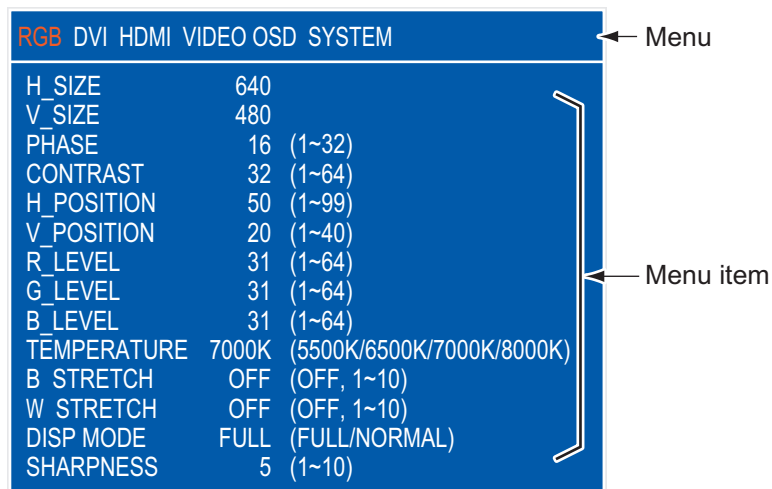 RGB DVI HDMI VIDEO OSD SYSTEM
Menu
H_SIZE 640
V_SIZE 480
PHASE 16 (1~32)
CONTRAST 32 (1~64)
H_POSITION 50 (1~99)
V_POSITION 20 (1~40)
R_LEVEL 31 (1~64)
G_LEVEL 31 (1~64)
B_LEVEL 31 (1~64)
TEMPERATURE 7000K (5500K/6500K/7000K/8000K)
B STRETCH OFF (OFF, 1~10)
W STRETCH OFF (OFF, 1~10)
DISP MODE FULL (FULL/NORMAL)
SHARPNESS 5 (1~10)
Menu item